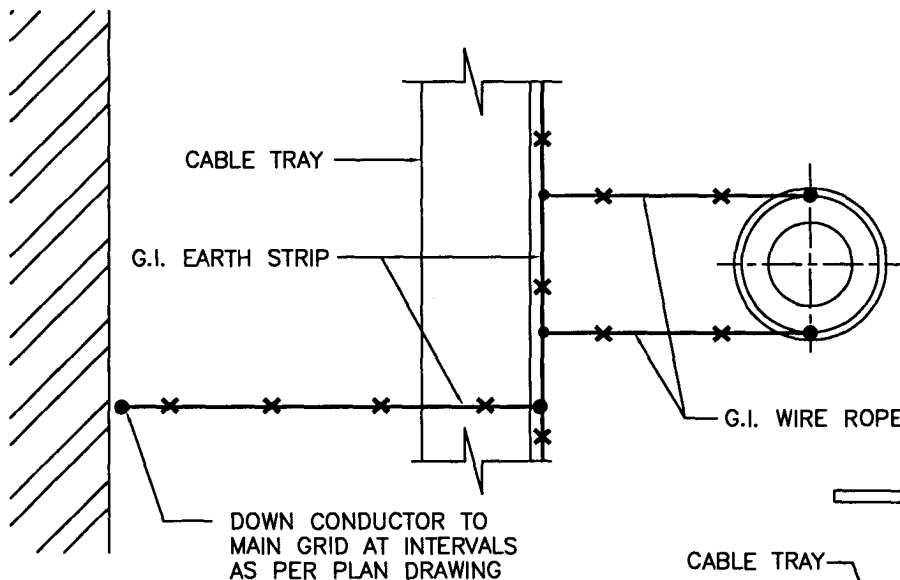 CABLE TRAY
G.I. EARTH STRIP
G.I. WIRE ROPE
DOWN CONDUCTOR TO
MAIN GRID AT INTERVALS
AS PER PLAN DRAWING
CABLE TRAY